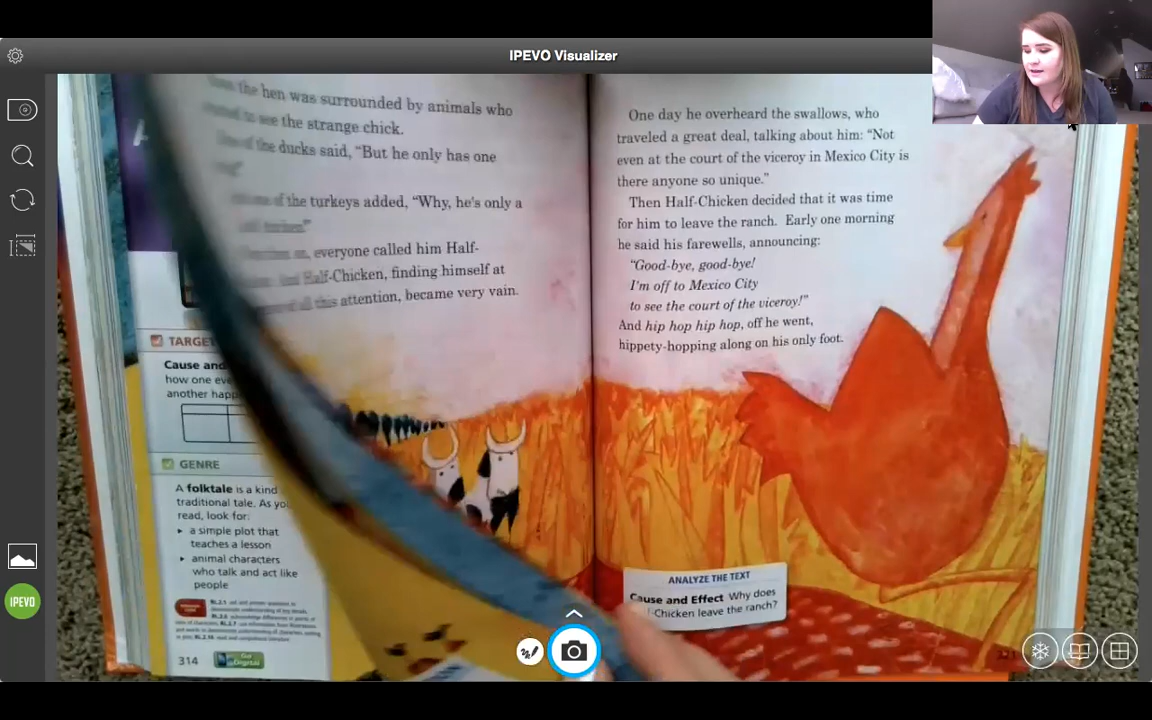 IPEVO Visualizer
the hen was surrounded by animals who
to see the strange chick.
of the ducks said, "But he only has one
of the turkeys added, "Why, he's only a
everyone called him Half-
Half-Chicken, finding himself at
all this attention, became very vain.
TARGET
Cause and
how one eve
another happ
GENRE
A folktale is a kind
traditional tale. As you
read, look for:
▸ a simple plot that
teaches a lesson
▸ animal characters
who talk and act like
people
314
Go Digital
One day he overheard the swallows, who
traveled a great deal, talking about him: "Not
even at the court of the viceroy in Mexico City is
there anyone so unique."
Then Half-Chicken decided that it was time
for him to leave the ranch. Early one morning
he said his farewells, announcing:
"Good-bye, good-bye!
I'm off to Mexico City
to see the court of the viceroy!"
And hip hop hip hop, off he went,
hippety-hopping along on his only foot.
ANALYZE THE TEXT
Cause and Effect Why does
-Chicken leave the ranch?
321
IPEVO